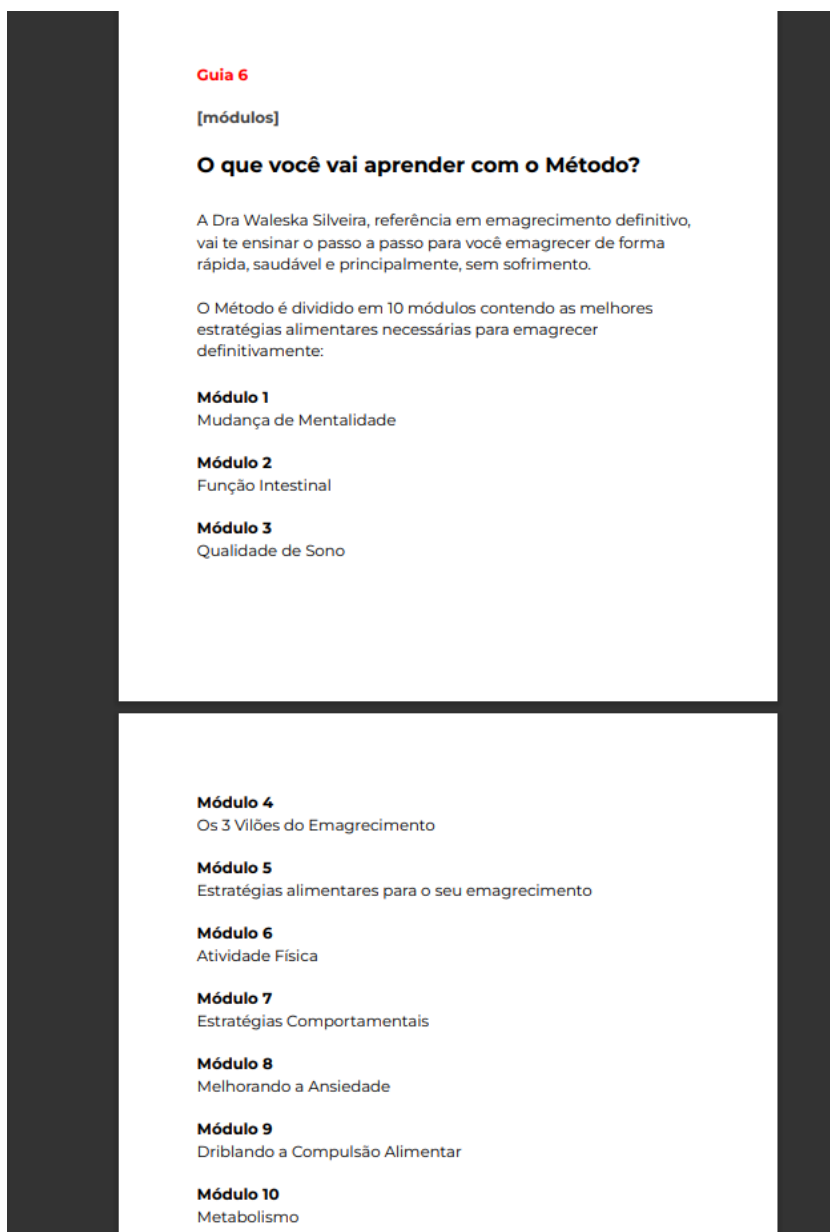 Guia 6
[módulos]
O que você vai aprender com o Método?
A Dra Waleska Silveira, referência em emagrecimento definitivo,
vai te ensinar o passo a passo para você emagrecer de forma
rápida, saudável e principalmente, sem sofrimento.
O Método é dividido em 10 módulos contendo as melhores
estratégias alimentares necessárias para emagrecer
definitivamente:
Módulo 1
Mudança de Mentalidade
Módulo 2
Função Intestinal
Módulo 3
Qualidade de Sono
Módulo 4
Os 3 Vilões do Emagrecimento
Módulo 5
Estratégias alimentares para o seu emagrecimento
Módulo 6
Atividade Física
Módulo 7
Estratégias Comportamentais
Módulo 8
Melhorando a Ansiedade
Módulo 9
Driblando a Compulsão Alimentar
Módulo 10
Metabolismo